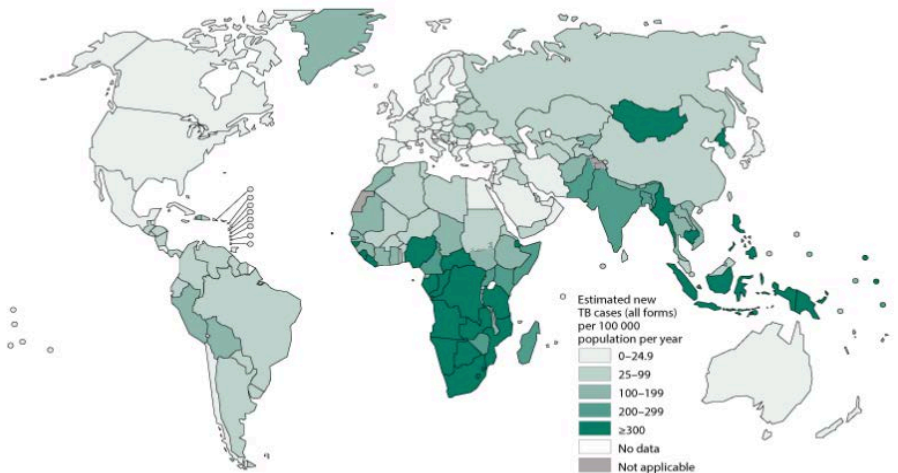 Estimated new
TB cases (all forms)
per 100 000
population per year
0–24.9
25–99
100–199
200–299
≥300
No data
Not applicable